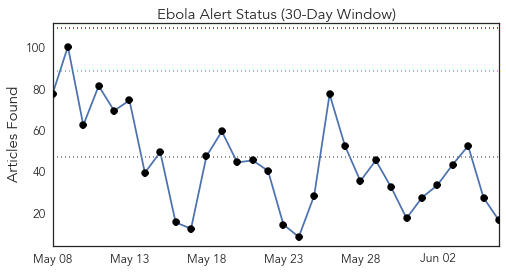 Ebola Alert Status (30-Day Window)
Articles Found
100
80
60
40
20
May 08 May 13 May 18 May 23 May 28 Jun 02